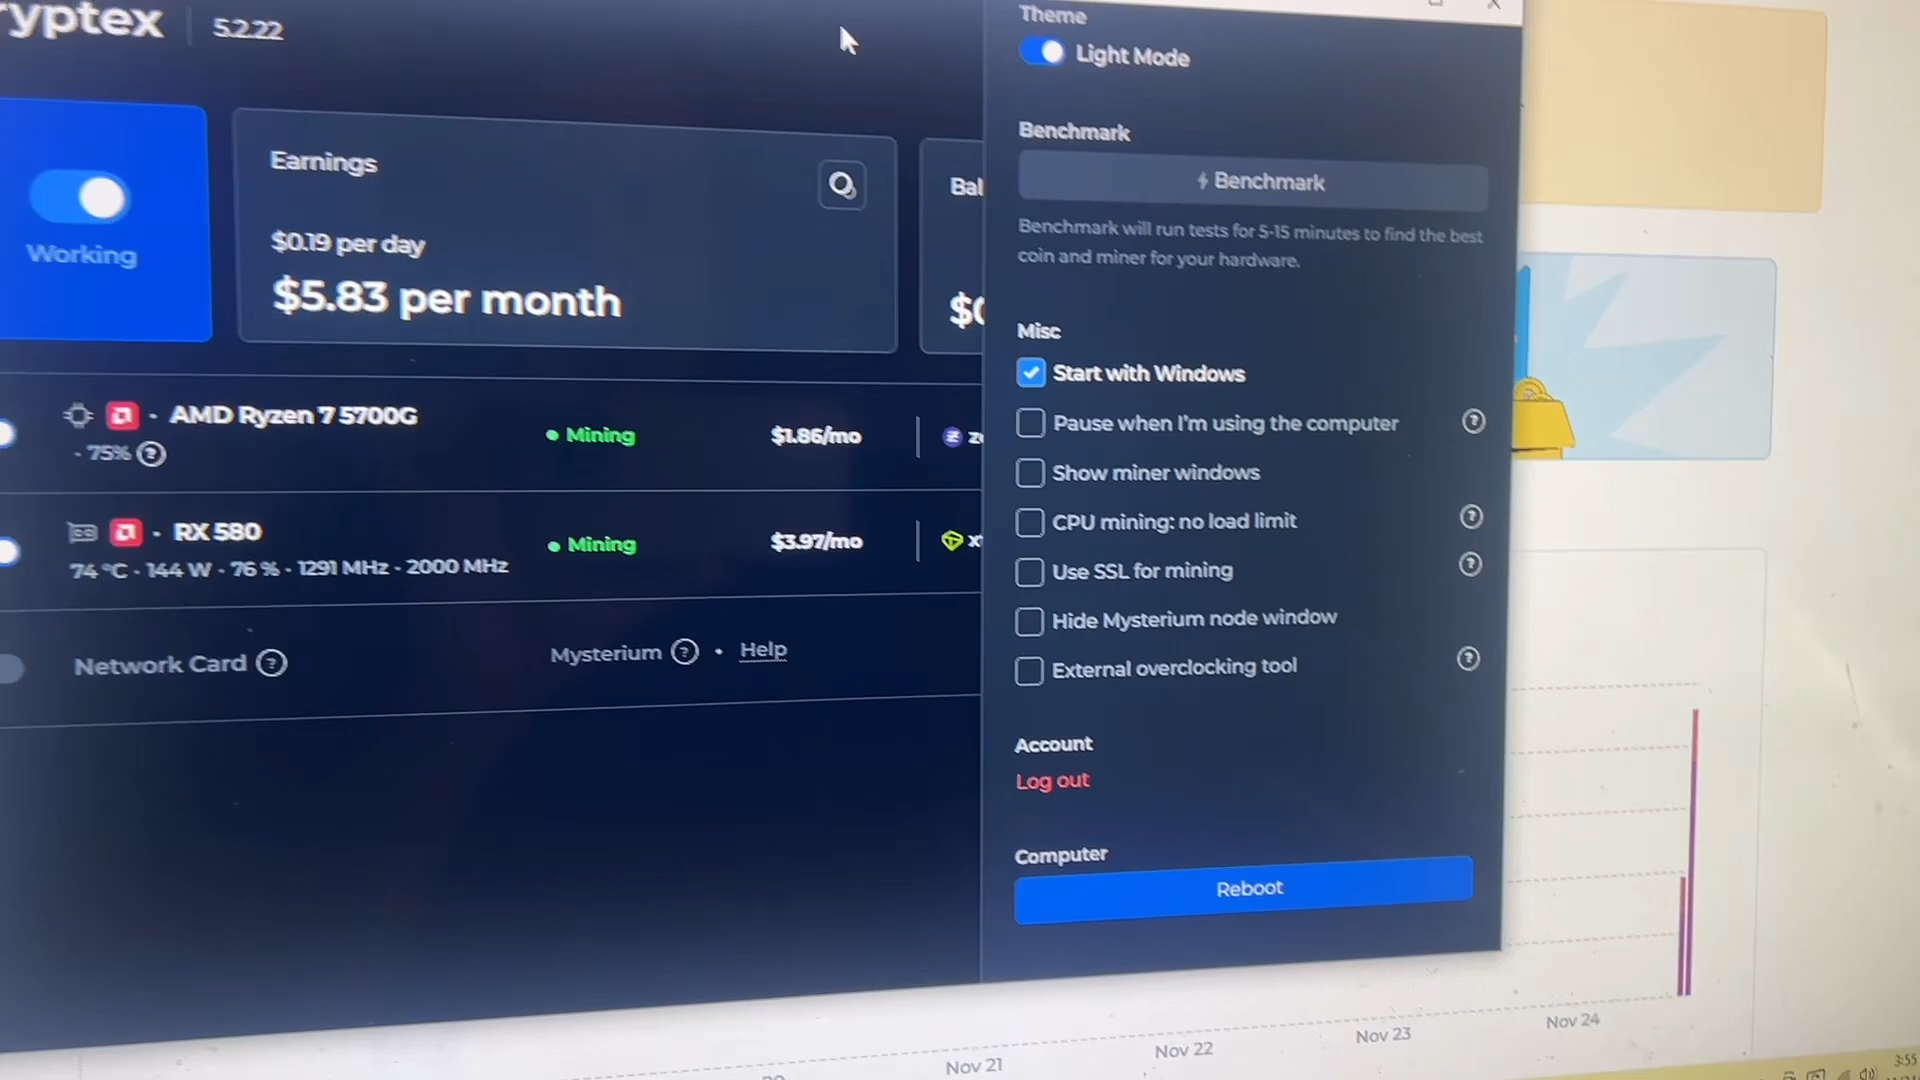 yptex 5.2.22
Working
Earnings
$0.19 per day
$5.83 per month
Bal
$0
AMD Ryzen 7 5700G
75%
Mining
$1.86/mo
RX 580
74 °C · 144 W · 76 % · 1291 MHz · 2000 MHz
Mining
$3.97/mo
Network Card
Mysterium · Help
Theme
Light Mode
Benchmark
Benchmark
Benchmark will run tests for 5-15 minutes to find the best
coin and miner for your hardware.
Misc
Start with Windows
Pause when I'm using the computer
Show miner windows
CPU mining: no load limit
Use SSL for mining
Hide Mysterium node window
External overclocking tool
Account
Log out
Computer
Reboot
Nov 21
Nov 22
Nov 23
Nov 24
3:55